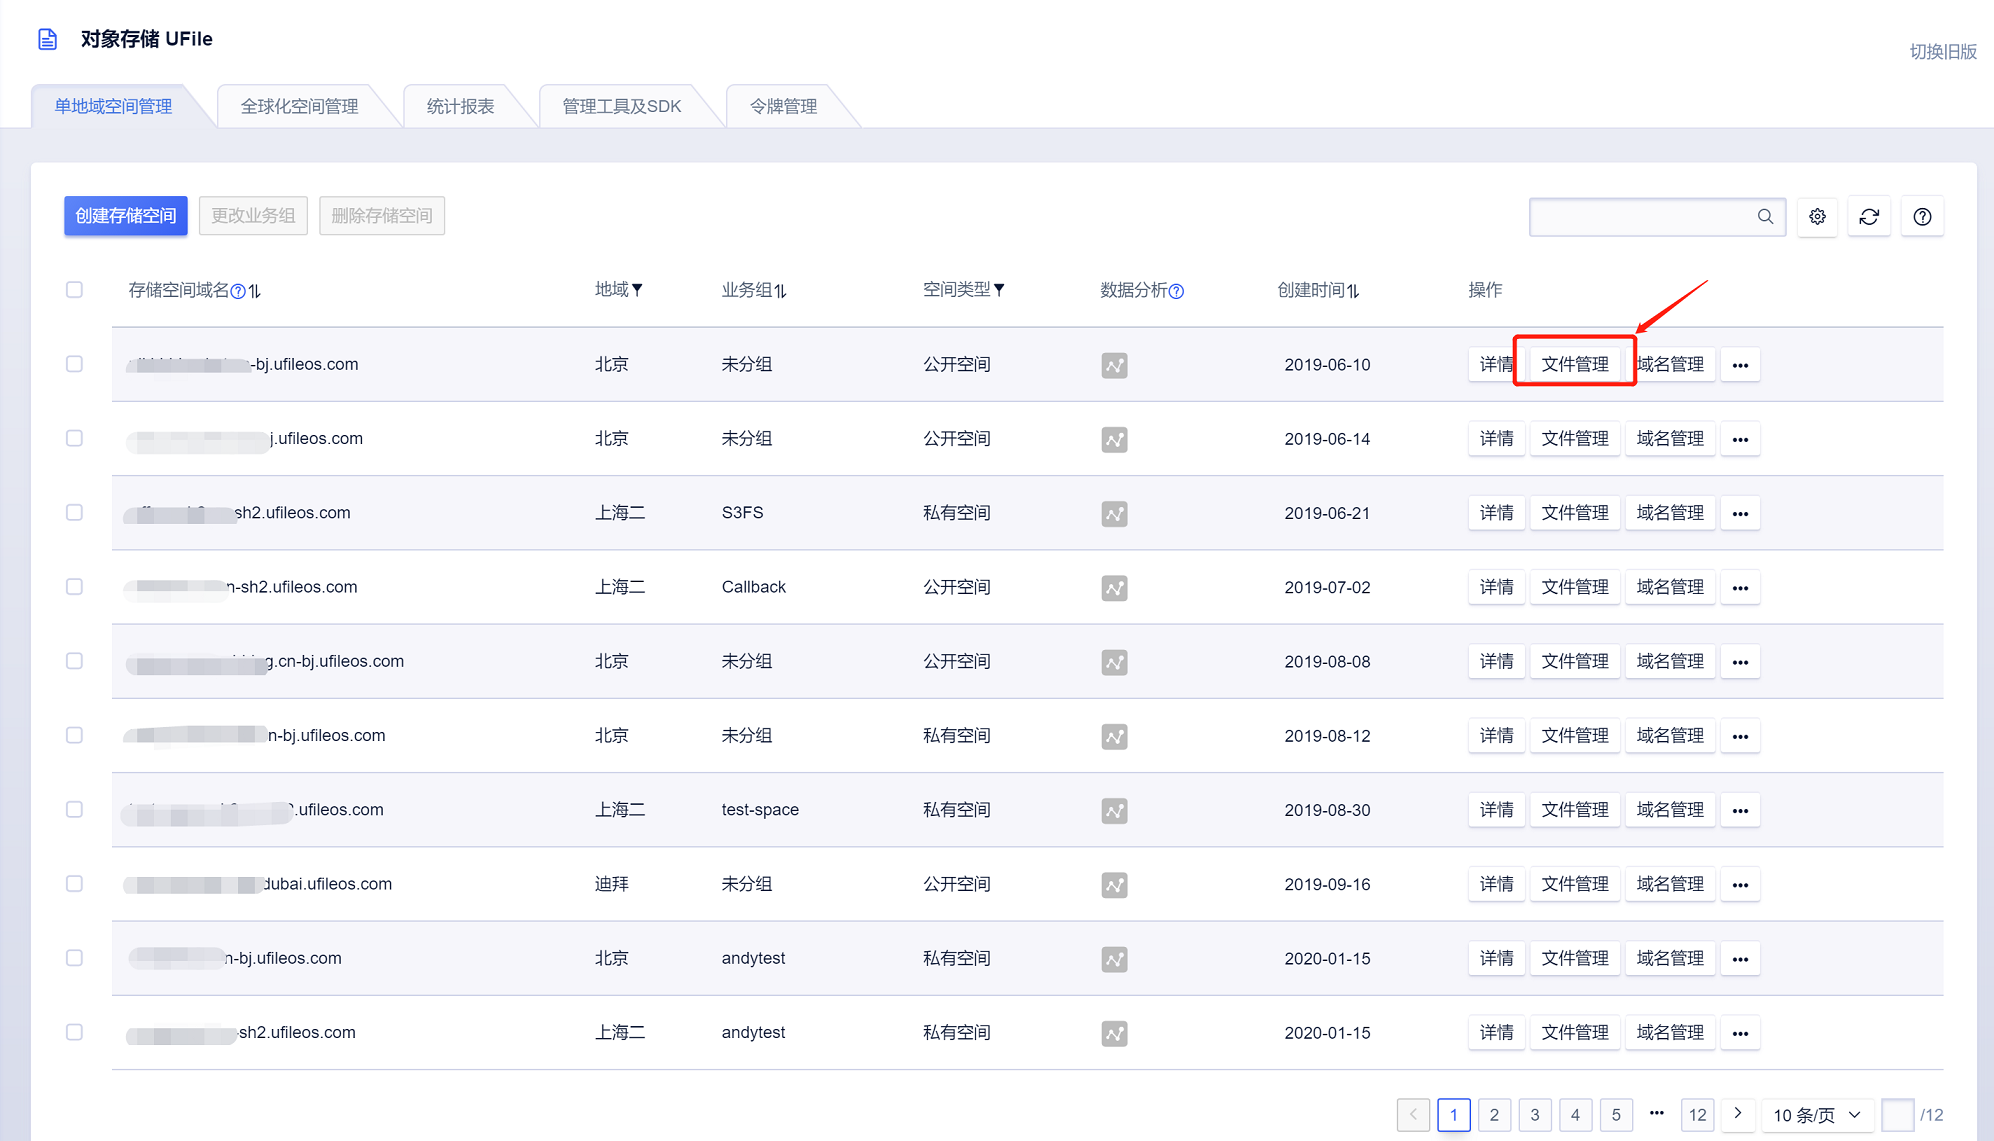 对象存储 UFile
切换旧版
单地域空间管理 全球化空间管理 统计报表 管理工具及SDK 令牌管理
创建存储空间 更改业务组 删除存储空间
存储空间域名 地域 业务组 空间类型 数据分析 创建时间 操作
-bj.ufileos.com 北京 未分组 公开空间 2019-06-10 详情 文件管理 域名管理 •••
j.ufileos.com 北京 未分组 公开空间 2019-06-14 详情 文件管理 域名管理 •••
sh2.ufileos.com 上海二 S3FS 私有空间 2019-06-21 详情 文件管理 域名管理 •••
n-sh2.ufileos.com 上海二 Callback 公开空间 2019-07-02 详情 文件管理 域名管理 •••
g.cn-bj.ufileos.com 北京 未分组 公开空间 2019-08-08 详情 文件管理 域名管理 •••
n-bj.ufileos.com 北京 未分组 私有空间 2019-08-12 详情 文件管理 域名管理 •••
.ufileos.com 上海二 test-space 私有空间 2019-08-30 详情 文件管理 域名管理 •••
dubai.ufileos.com 迪拜 未分组 公开空间 2019-09-16 详情 文件管理 域名管理 •••
n-bj.ufileos.com 北京 andytest 私有空间 2020-01-15 详情 文件管理 域名管理 •••
-sh2.ufileos.com 上海二 andytest 私有空间 2020-01-15 详情 文件管理 域名管理 •••
1 2 3 4 5 ••• 12 10 条/页 /12